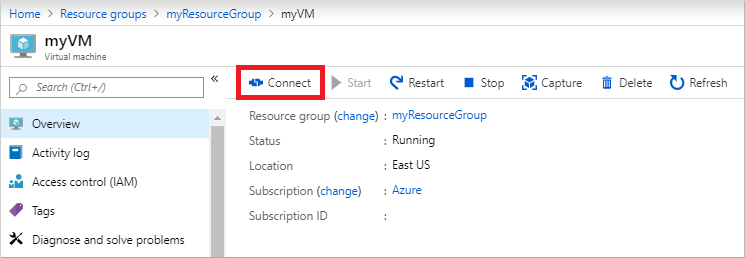 Home > Resource groups > myResourceGroup > myVM
myVM
Virtual machine
Search (Ctrl+/)
«
Connect Start Restart Stop Capture Delete Refresh
Overview
Activity log
Access control (IAM)
Tags
Diagnose and solve problems
Resource group (change) : myResourceGroup
Status : Running
Location : East US
Subscription (change) : Azure
Subscription ID :